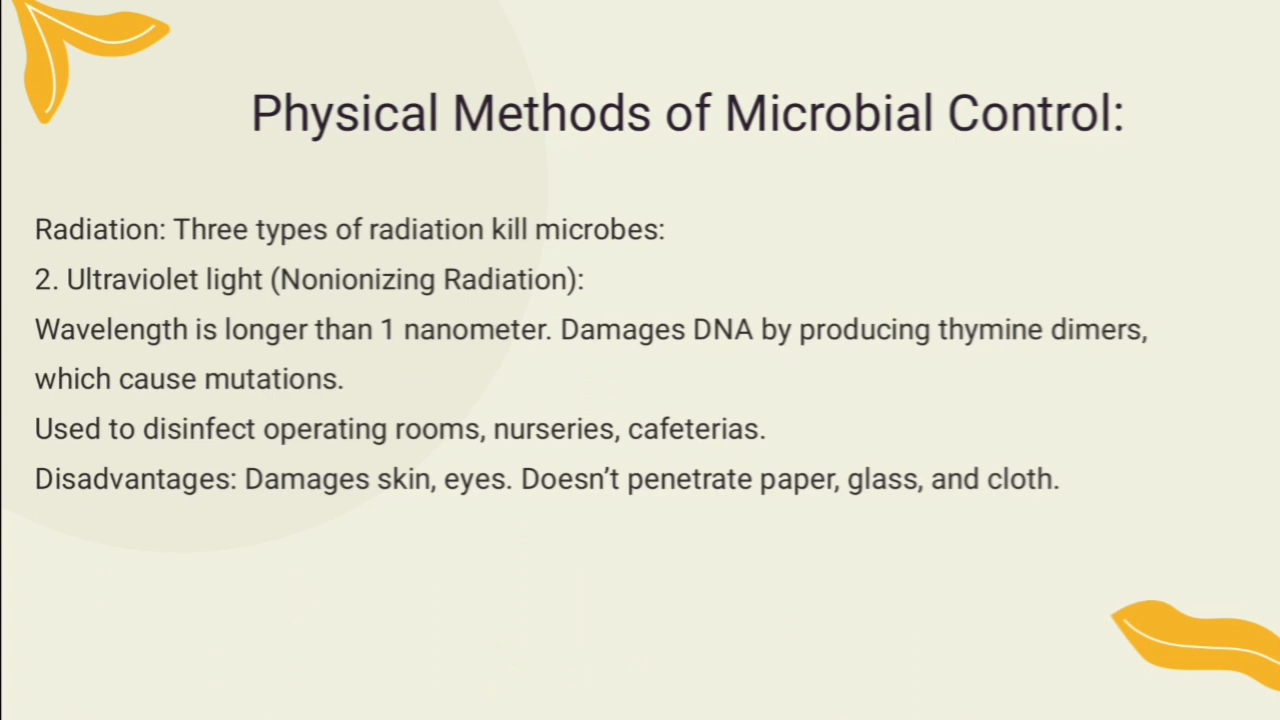 Physical Methods of Microbial Control:
Radiation: Three types of radiation kill microbes:
2. Ultraviolet light (Nonionizing Radiation):
Wavelength is longer than 1 nanometer. Damages DNA by producing thymine dimers,
which cause mutations.
Used to disinfect operating rooms, nurseries, cafeterias.
Disadvantages: Damages skin, eyes. Doesn’t penetrate paper, glass, and cloth.